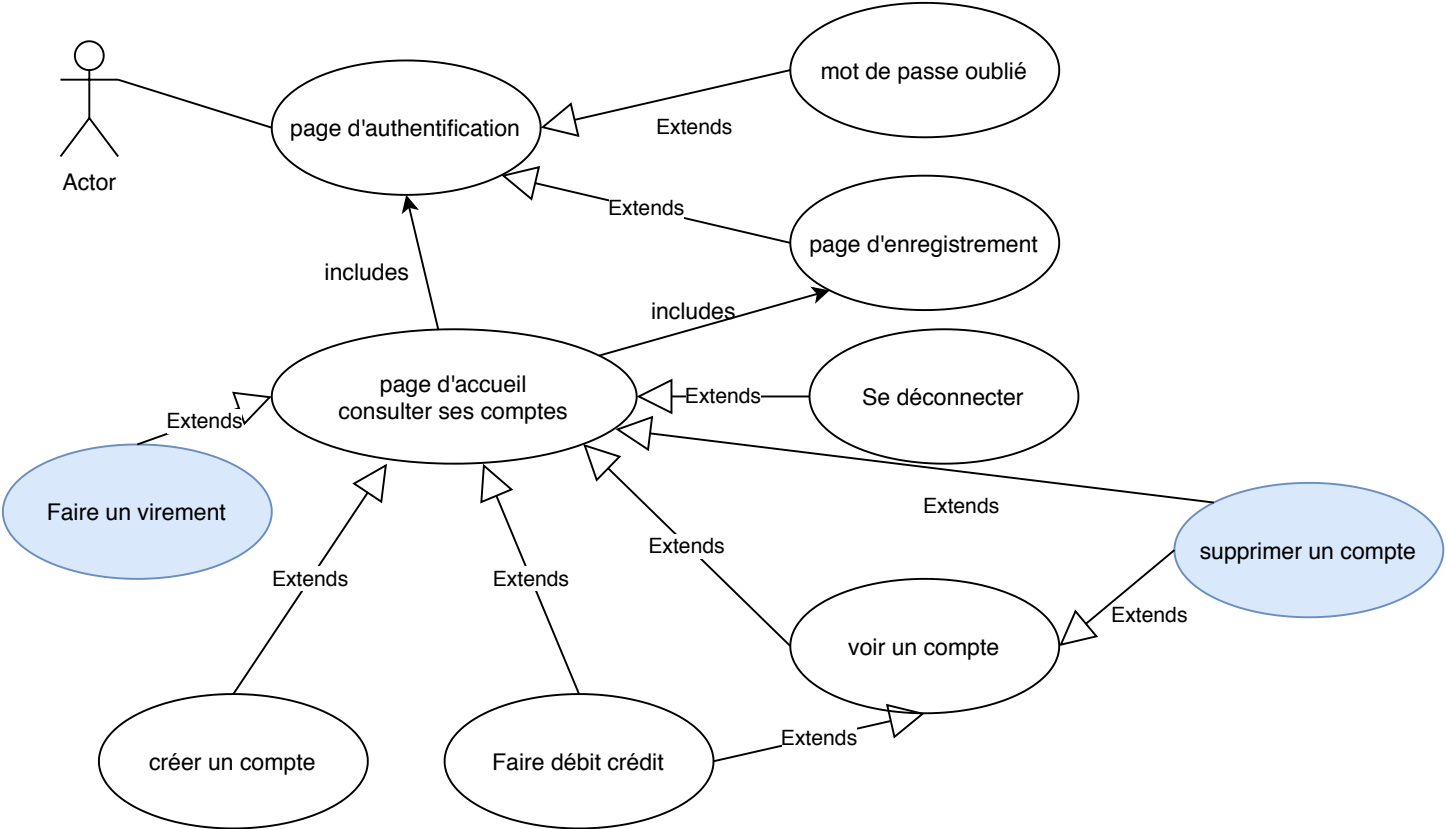 mot de passe oublié
page d'authentification
Extends
Actor
Extends
page d'enregistrement
includes
includes
page d'accueil
consulter ses comptes
Extends
Se déconnecter
Extends
Faire un virement
Extends
supprimer un compte
Extends
Extends
Extends
Extends
voir un compte
Extends
créer un compte
Faire débit crédit